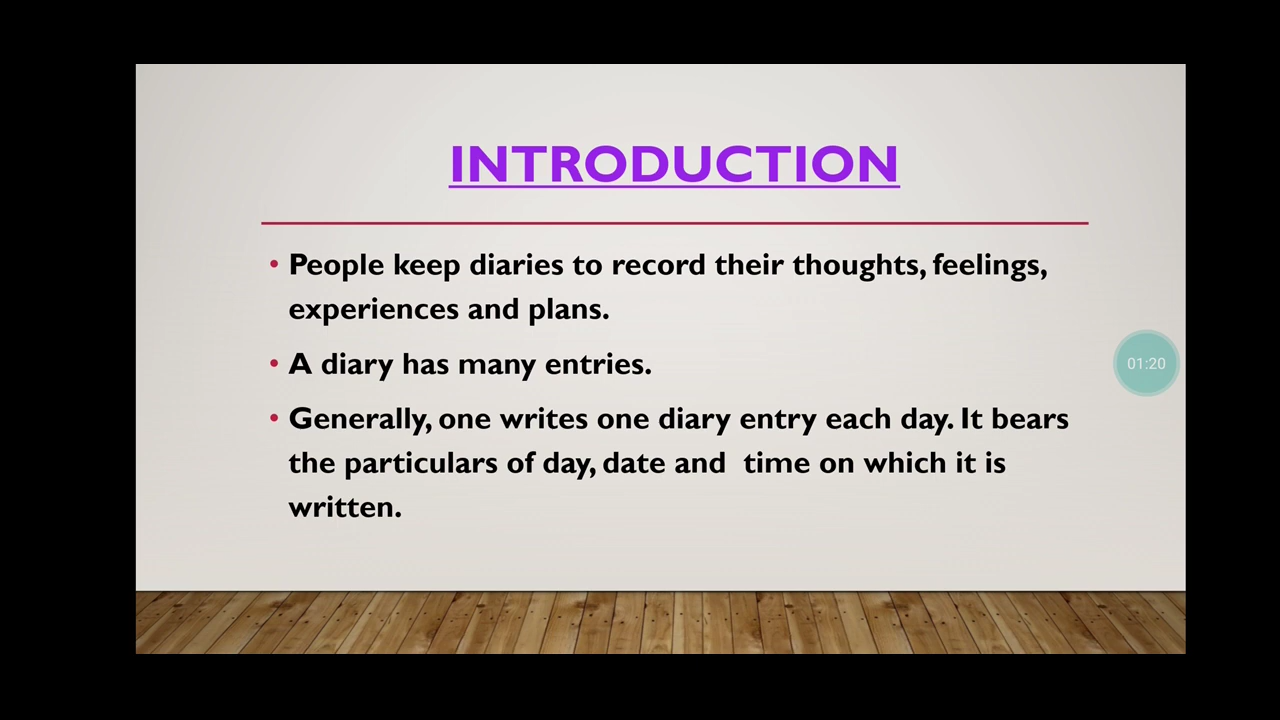 INTRODUCTION
• People keep diaries to record their thoughts, feelings,
experiences and plans.
• A diary has many entries.
• Generally, one writes one diary entry each day. It bears
the particulars of day, date and  time on which it is
written.
01:20